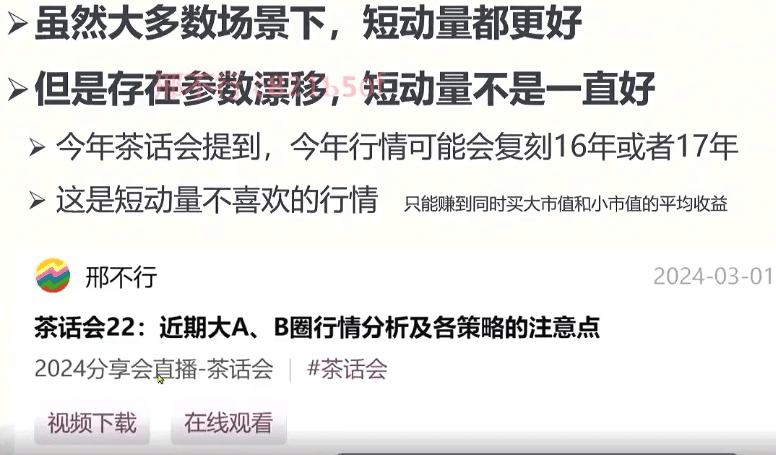 虽然大多数场景下，短动量都更好
但是存在参数漂移，短动量不是一直好
今年茶话会提到，今年行情可能会复刻16年或者17年
这是短动量不喜欢的行情 只能赚到同时买大市值和小市值的平均收益
邢不行 2024-03-01
茶话会22：近期大A、B圈行情分析及各策略的注意点
2024分享会直播-茶话会 | #茶话会
视频下载 在线观看